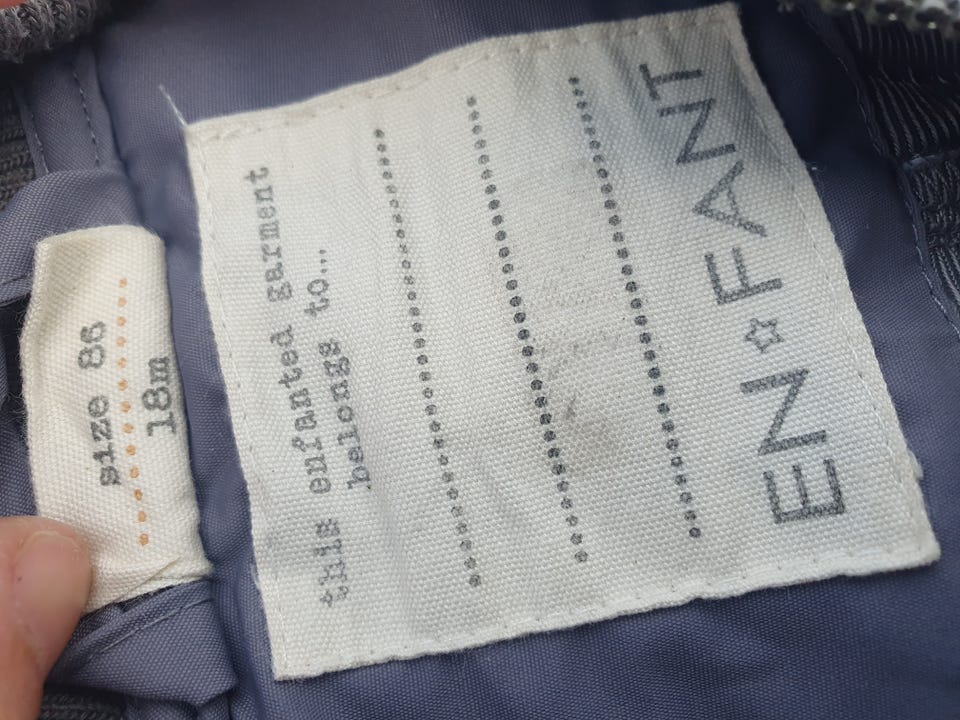 size 86
18m
this enfanted garment
belongs to...
EN☆FANT